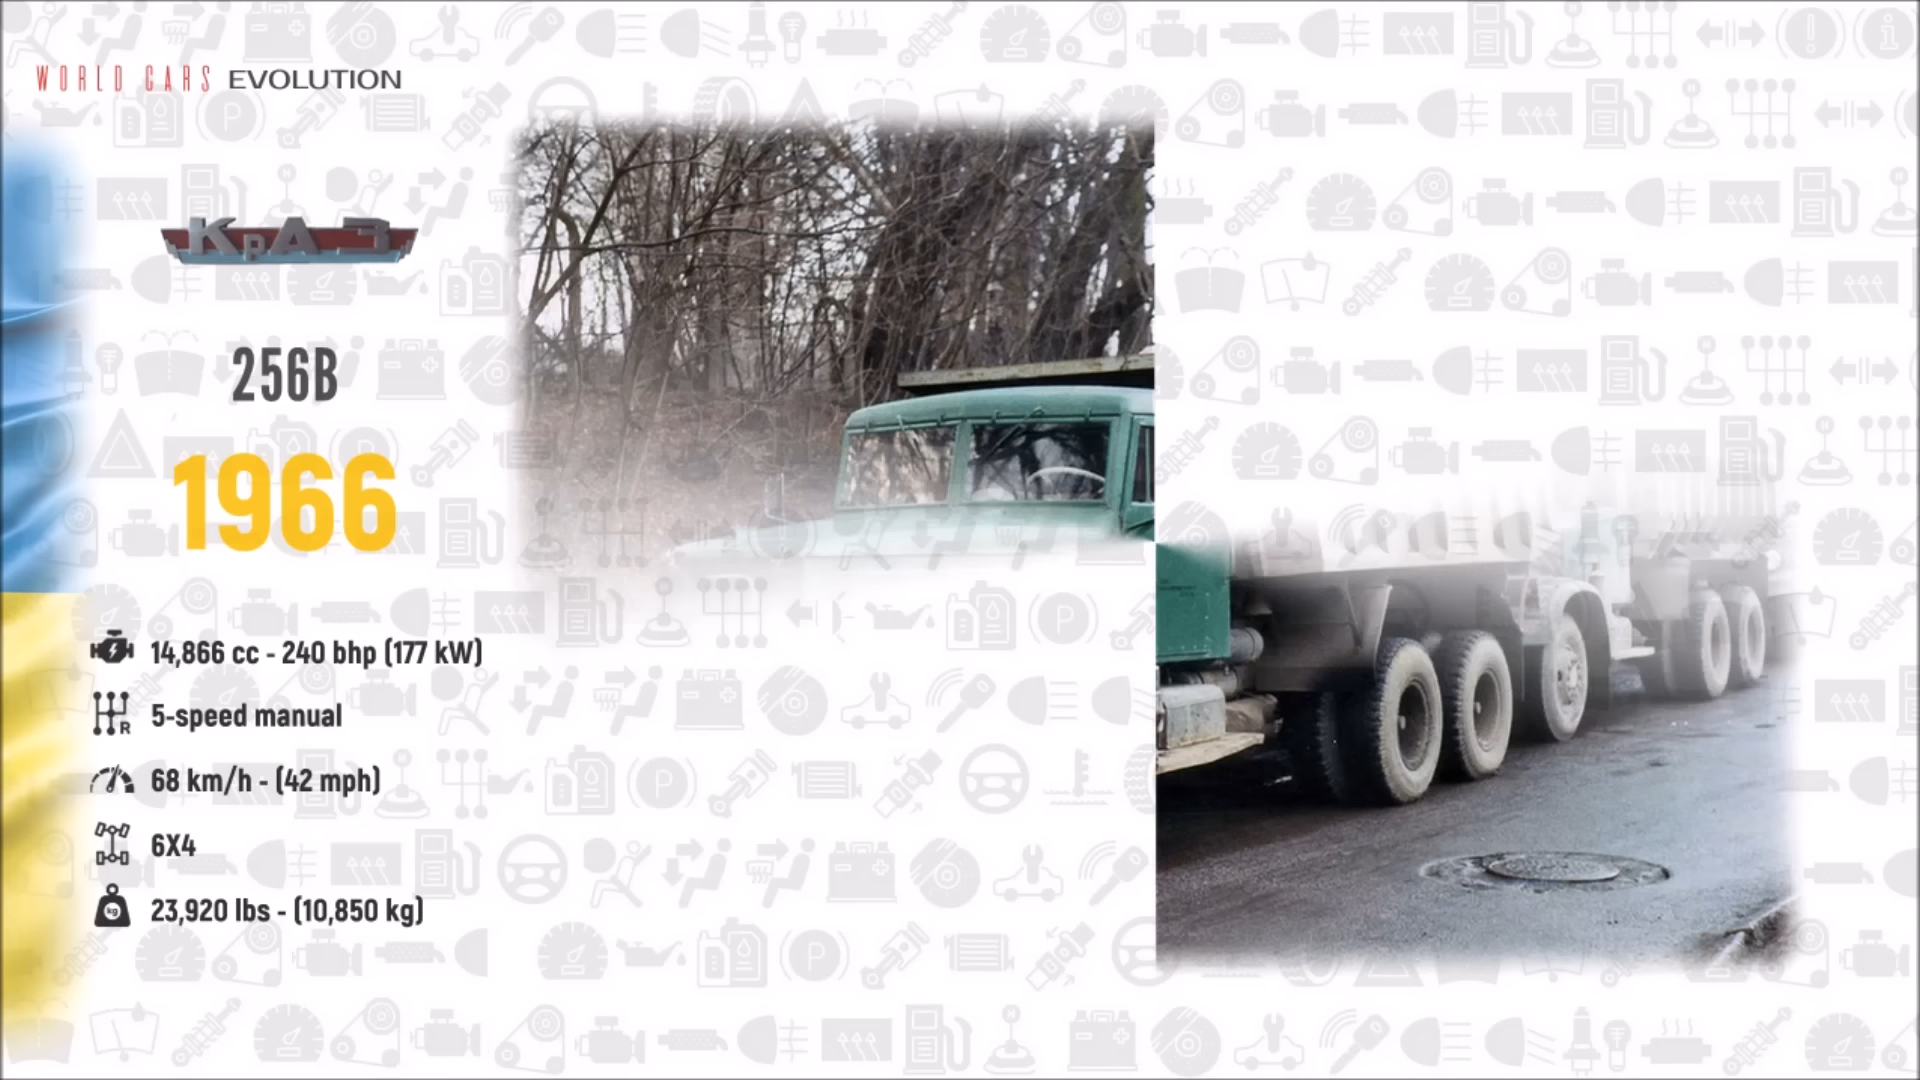 WORLD CARS EVOLUTION
КрАЗ
256B
1966
14,866 cc - 240 bhp (177 kW)
R
5-speed manual
68 km/h - (42 mph)
6X4
kg
23,920 lbs - (10,850 kg)